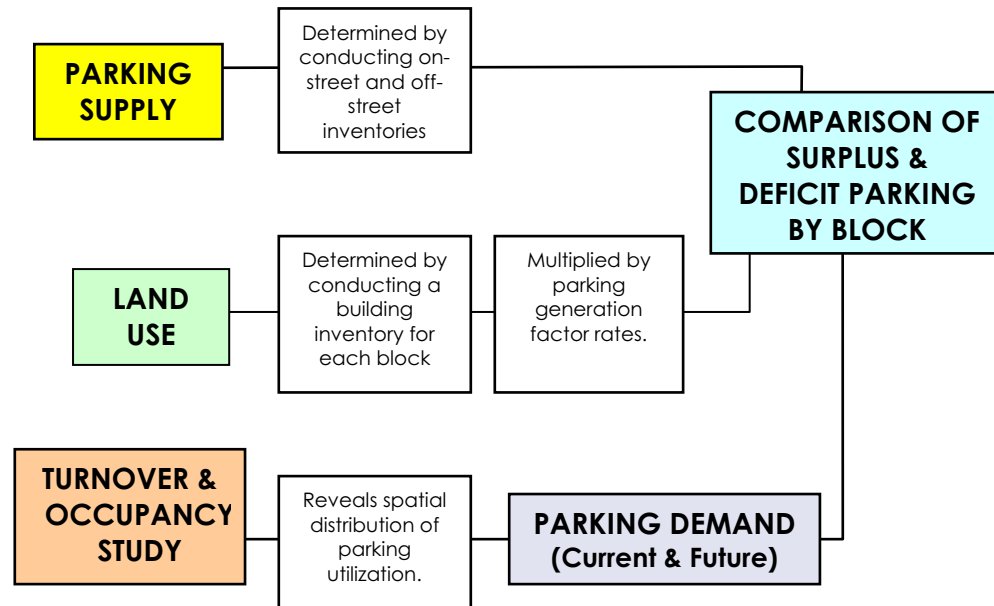 PARKING
SUPPLY
Determined by
conducting on-
street and off-
street
inventories
COMPARISON OF
SURPLUS &
DEFICIT PARKING
BY BLOCK
LAND
USE
Determined by
conducting a
building
inventory for
each block
Multiplied by
parking
generation
factor rates.
TURNOVER &
OCCUPANCY
STUDY
Reveals spatial
distribution of
parking
utilization.
PARKING DEMAND
(Current & Future)